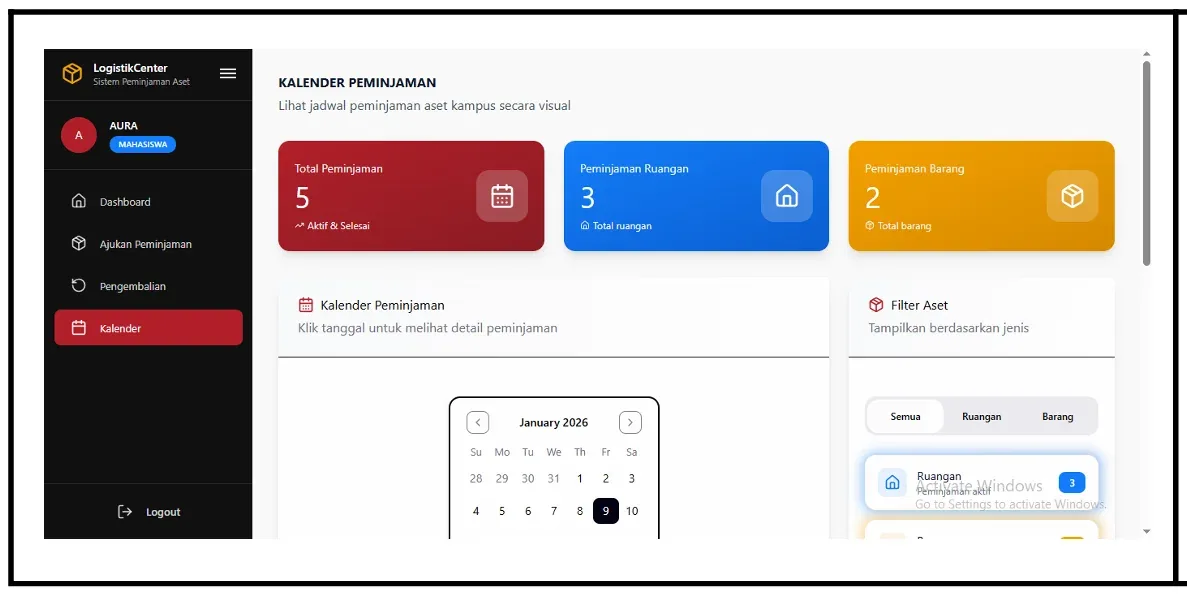 LogistikCenter
Sistem Peminjaman Aset
A
AURA
MAHASISWA
Dashboard
Ajukan Peminjaman
Pengembalian
Kalender
Logout
KALENDER PEMINJAMAN
Lihat jadwal peminjaman aset kampus secara visual
Total Peminjaman
5
Aktif & Selesai
Peminjaman Ruangan
3
Total ruangan
Peminjaman Barang
2
Total barang
Kalender Peminjaman
Klik tanggal untuk melihat detail peminjaman
January 2026
Su Mo Tu We Th Fr Sa
28 29 30 31 1 2 3
4 5 6 7 8 9 10
Filter Aset
Tampilkan berdasarkan jenis
Semua Ruangan Barang
Ruangan
Peminjaman aktif
3
Activate Windows
Go to Settings to activate Windows.